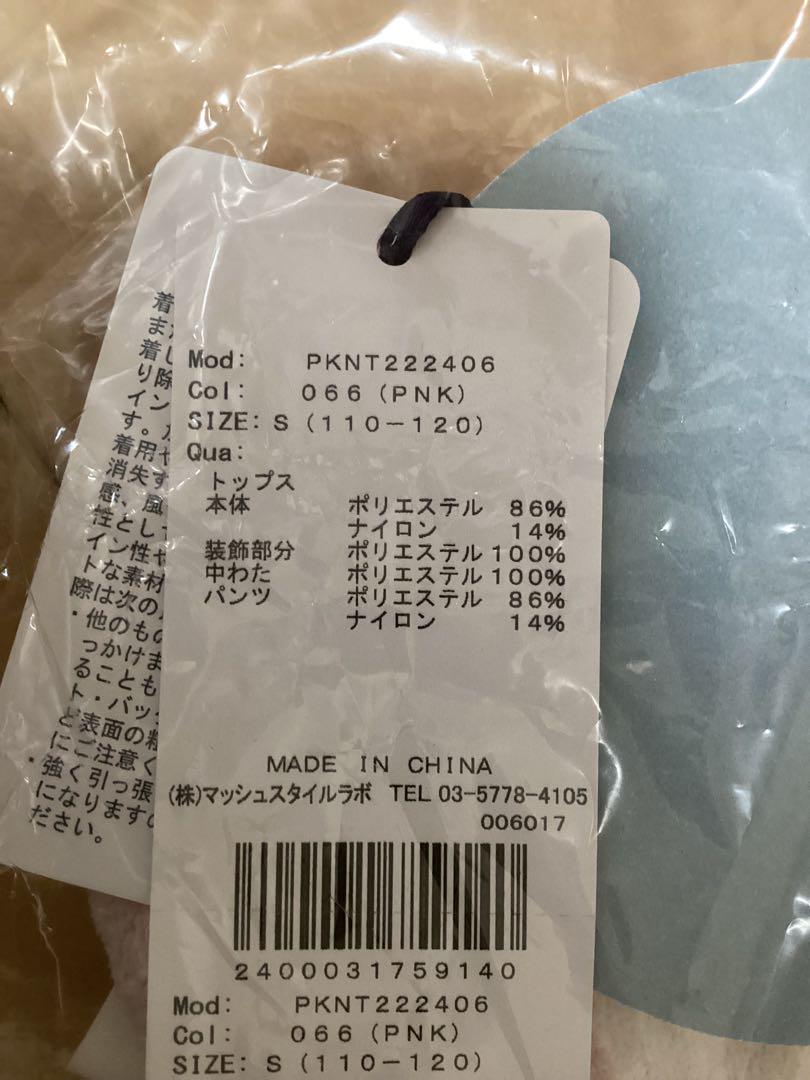 Mod: PKNT222406
Col: 066(PNK)
SIZE: S(110-120)
Qua:
トップス
本体 ポリエステル 86%
ナイロン 14%
装飾部分 ポリエステル 100%
中わた ポリエステル 100%
パンツ ポリエステル 86%
ナイロン 14%
MADE IN CHINA
(株)マッシュスタイルラボ TEL 03-5778-4105
006017
2400031759140
Mod: PKNT222406
Col: 066(PNK)
SIZE: S(110-120)
着
また
着し
り除
イン
す。
着用や
消失す
感、風
性として
イン性や
トな素材
際は次の
・他のもの
っかけま
ることも
ト・バッ
ど表面の粗
にご注意く
・強く引っ張
になりますの
ださい。